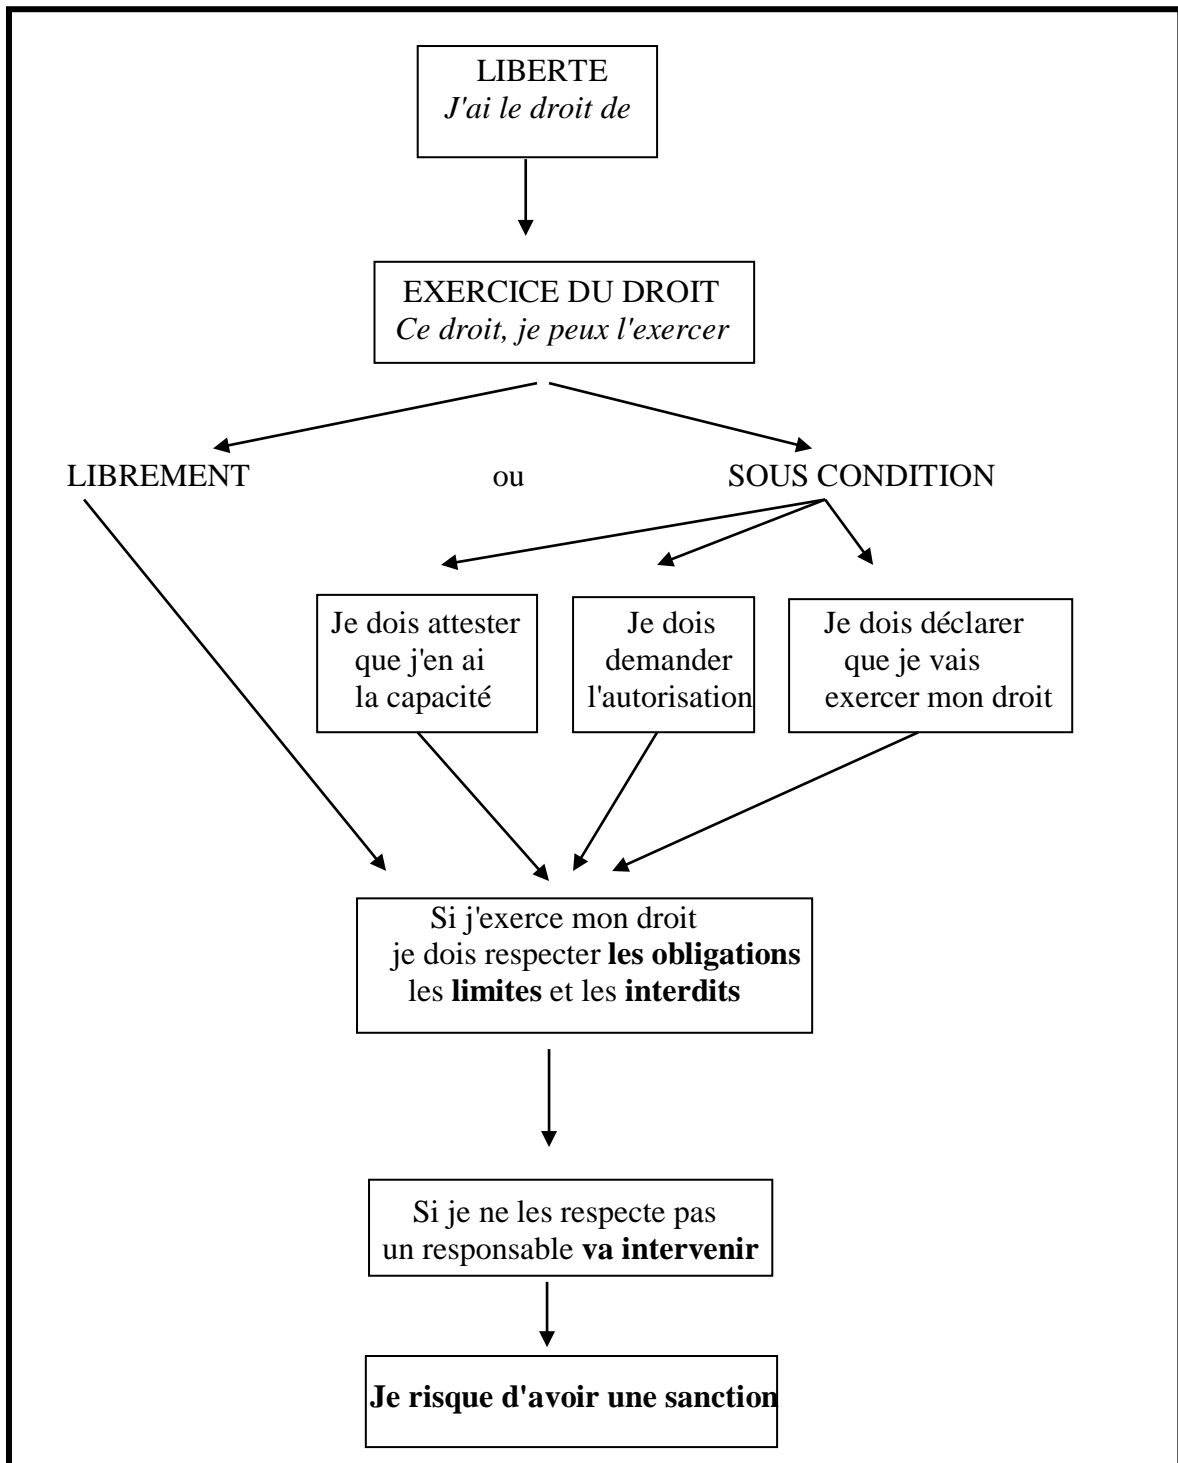 LIBERTE
J'ai le droit de
EXERCICE DU DROIT
Ce droit, je peux l'exercer
LIBREMENT
ou
SOUS CONDITION
Je dois attester
que j'en ai
la capacité
Je dois
demander
l'autorisation
Je dois déclarer
que je vais
exercer mon droit
Si j'exerce mon droit
je dois respecter les obligations
les limites et les interdits
Si je ne les respecte pas
un responsable va intervenir
Je risque d'avoir une sanction